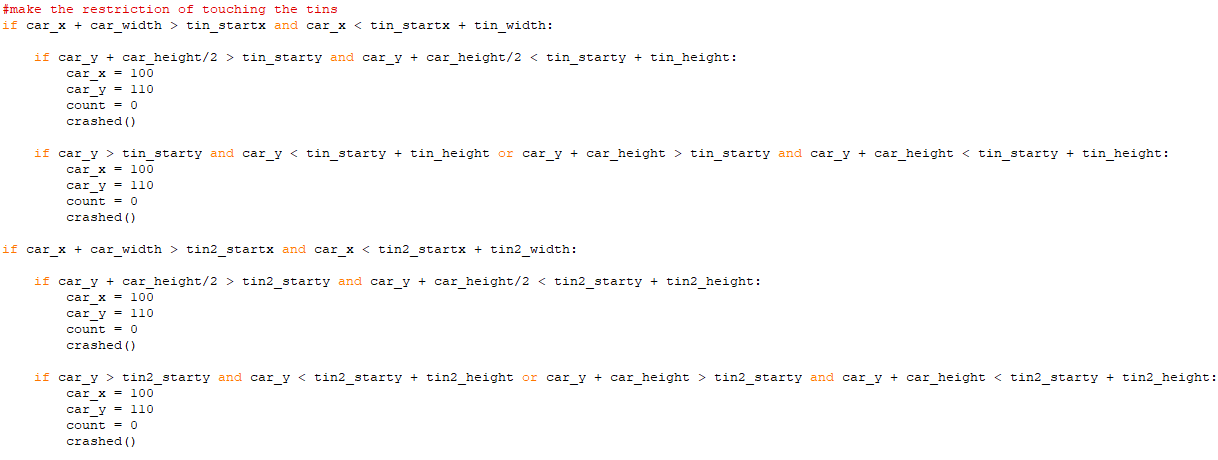 #make the restriction of touching the tins
if car_x + car_width > tin_startx and car_x < tin_startx + tin_width:
    if car_y + car_height/2 > tin_starty and car_y + car_height/2 < tin_starty + tin_height:
        car_x = 100
        car_y = 110
        count = 0
        crashed()
    if car_y > tin_starty and car_y < tin_starty + tin_height or car_y + car_height > tin_starty and car_y + car_height < tin_starty + tin_height:
        car_x = 100
        car_y = 110
        count = 0
        crashed()
if car_x + car_width > tin2_startx and car_x < tin2_startx + tin2_width:
    if car_y + car_height/2 > tin2_starty and car_y + car_height/2 < tin2_starty + tin2_height:
        car_x = 100
        car_y = 110
        count = 0
        crashed()
    if car_y > tin2_starty and car_y < tin2_starty + tin2_height or car_y + car_height > tin2_starty and car_y + car_height < tin2_starty + tin2_height:
        car_x = 100
        car_y = 110
        count = 0
        crashed()